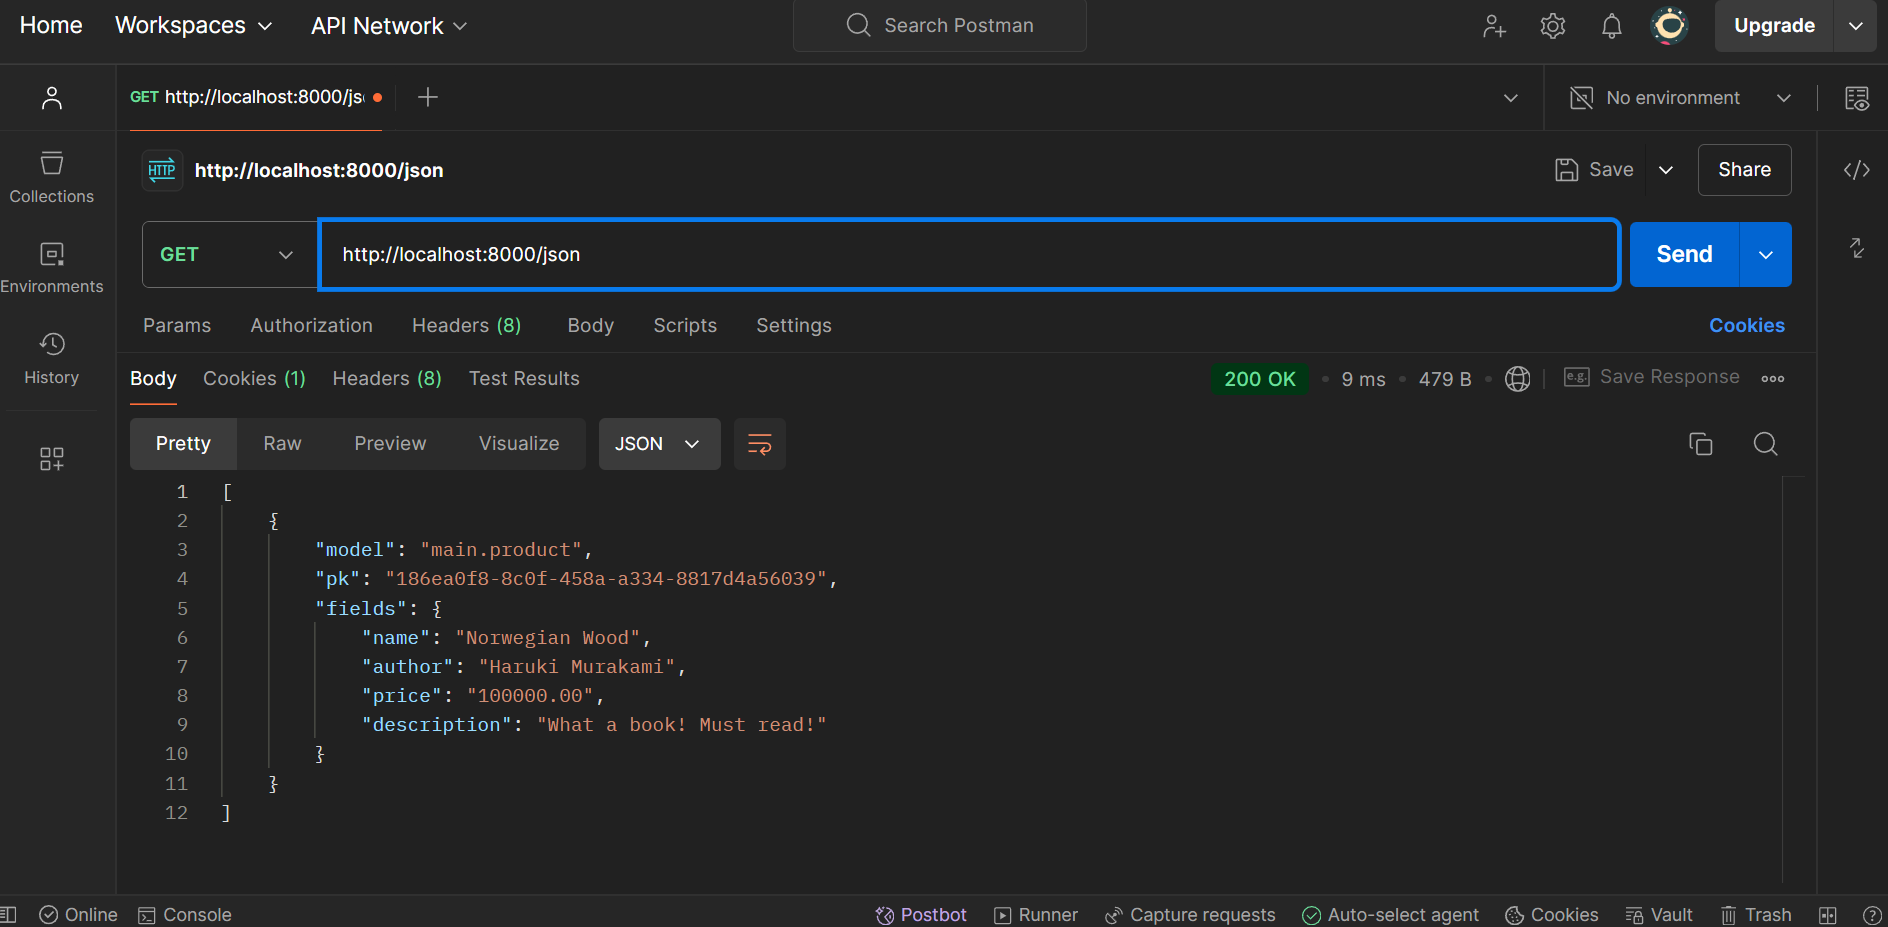 Home Workspaces API Network Search Postman Upgrade
GET http://localhost:8000/js No environment
HTTP http://localhost:8000/json Save Share
Collections
GET http://localhost:8000/json Send
Environments
Params Authorization Headers (8) Body Scripts Settings Cookies
History
Body Cookies (1) Headers (8) Test Results 200 OK • 9 ms • 479 B • e.g. Save Response
Pretty Raw Preview Visualize JSON
1 [
2 {
3 "model": "main.product",
4 "pk": "186ea0f8-8c0f-458a-a334-8817d4a56039",
5 "fields": {
6 "name": "Norwegian Wood",
7 "author": "Haruki Murakami",
8 "price": "100000.00",
9 "description": "What a book! Must read!"
10 }
11 }
12 ]
Online Console Postbot Runner Capture requests Auto-select agent Cookies Vault Trash